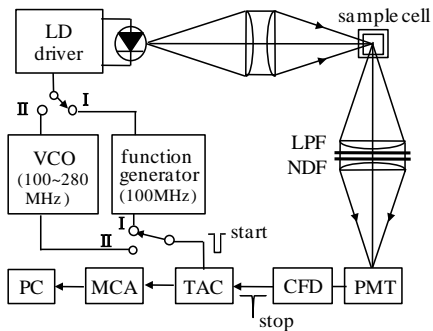 LD
driver
sample cell
Ⅱ
Ⅰ
LPF
NDF
VCO
(100~280
MHz)
function
generator
(100MHz)
Ⅰ
Ⅱ
start
PC
MCA
TAC
CFD
PMT
stop